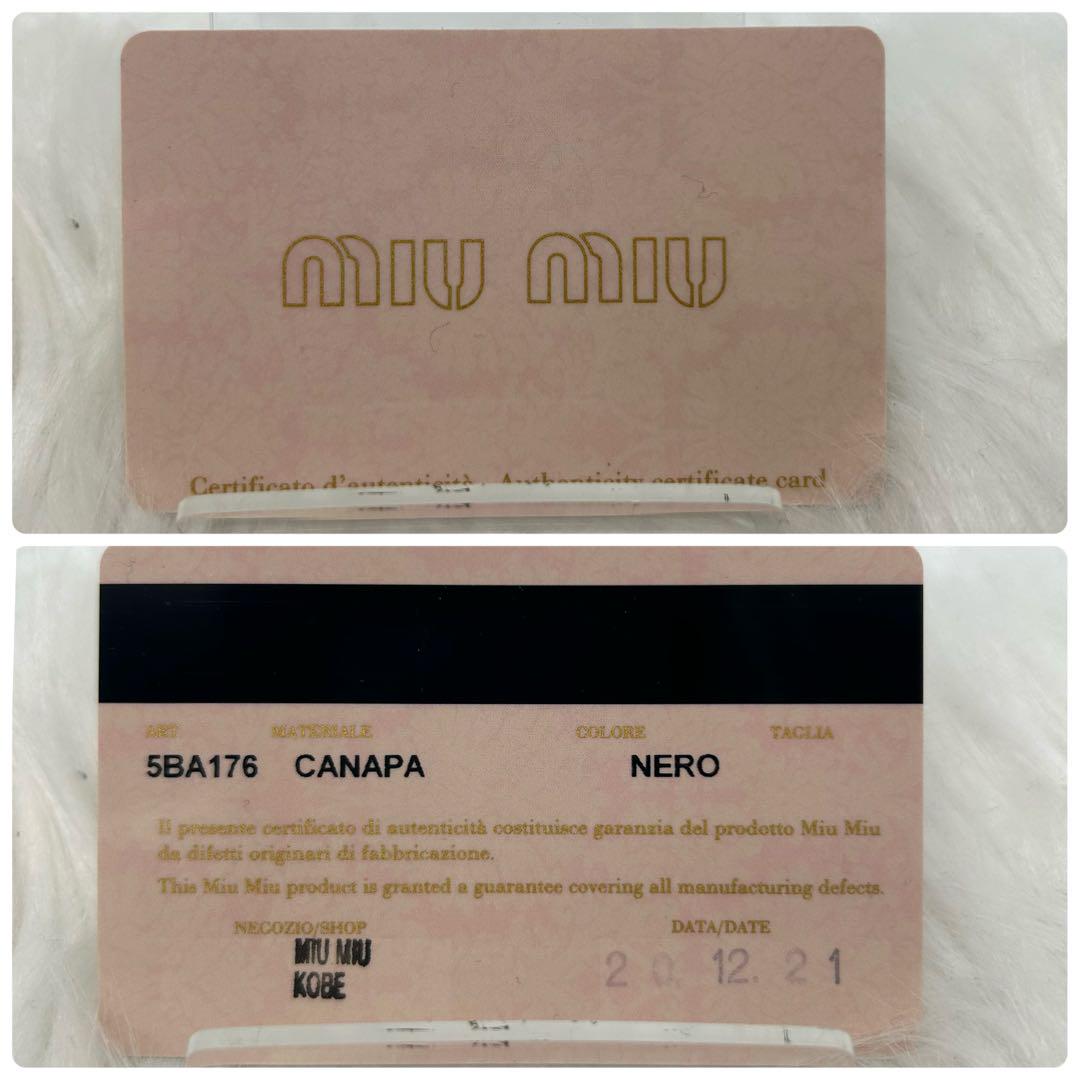 MIU MIU
Certificato d'autenticità - Authenticity certificate card
ART MATERIALE COLORE TAGLIA
5BA176 CANAPA NERO
Il presente certificato di autenticità costituisce garanzia del prodotto Miu Miu
da difetti originari di fabbricazione.
This Miu Miu product is granted a guarantee covering all manufacturing defects.
NEGOZIO/SHOP DATA/DATE
MIU MIU
KOBE
20. 12. 21